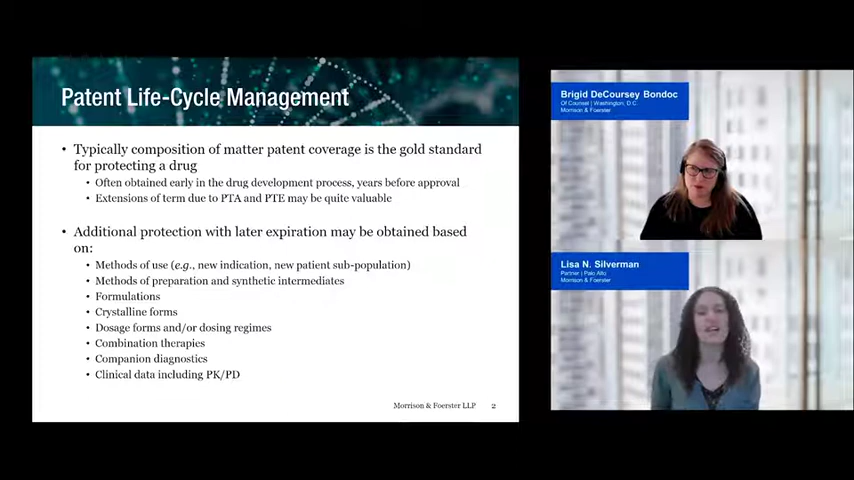 Patent Life-Cycle Management
• Typically composition of matter patent coverage is the gold standard
for protecting a drug
• Often obtained early in the drug development process, years before approval
• Extensions of term due to PTA and PTE may be quite valuable
• Additional protection with later expiration may be obtained based
on:
• Methods of use (e.g., new indication, new patient sub-population)
• Methods of preparation and synthetic intermediates
• Formulations
• Crystalline forms
• Dosage forms and/or dosing regimes
• Combination therapies
• Companion diagnostics
• Clinical data including PK/PD
Morrison & Foerster LLP 2
Brigid DeCoursey Bondoc
Of Counsel | Washington, D.C.
Morrison & Foerster
Lisa N. Silverman
Partner | Palo Alto
Morrison & Foerster